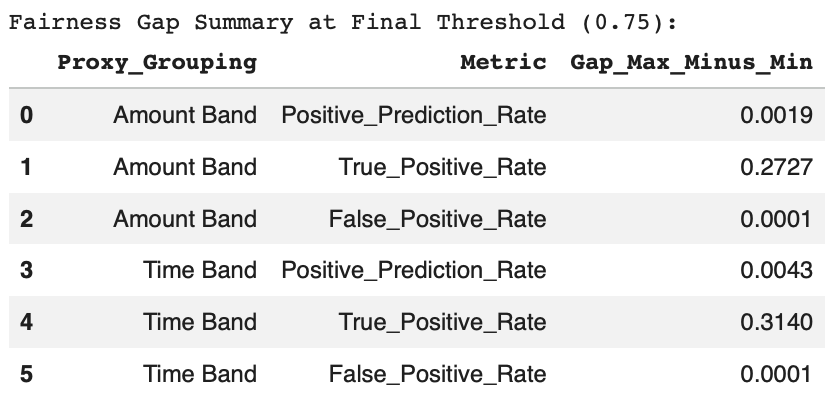 Fairness Gap Summary at Final Threshold (0.75):
Proxy_Grouping Metric Gap_Max_Minus_Min
0 Amount Band Positive_Prediction_Rate 0.0019
1 Amount Band True_Positive_Rate 0.2727
2 Amount Band False_Positive_Rate 0.0001
3 Time Band Positive_Prediction_Rate 0.0043
4 Time Band True_Positive_Rate 0.3140
5 Time Band False_Positive_Rate 0.0001